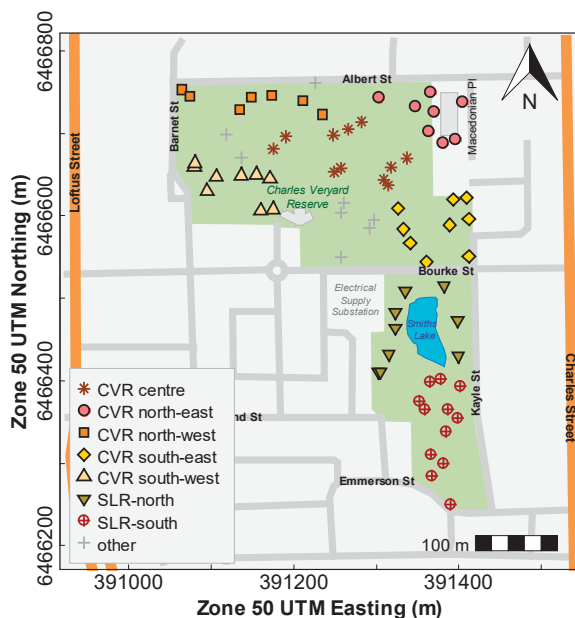 6466800
Albert St
N
Macedonian Pl
Barnet St
Loftus Street
Charles Veryard
Reserve
6466600
Zone 50 UTM Northing (m)
Bourke St
Electrical
Supply
Substation
Smiths
Lake
6466400
Kayle St
Charles Street
CVR centre
CVR north-east
CVR north-west
nd St
CVR south-east
CVR south-west
SLR-north
Emmerson St
SLR-south
other
6466200
100 m
391000
391200
391400
Zone 50 UTM Easting (m)